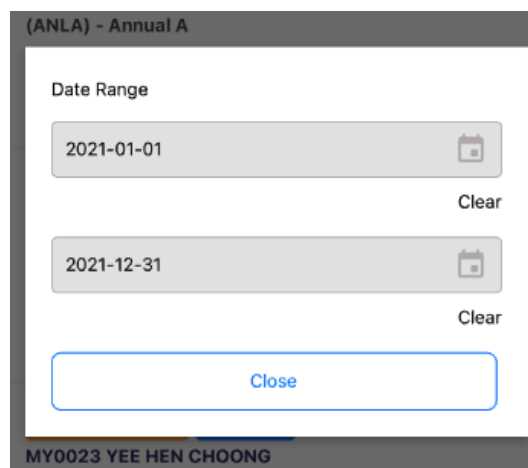 (ANLA) - Annual A
Date Range
2021-01-01
Clear
2021-12-31
Clear
Close
MY0023 YEE HEN CHOONG